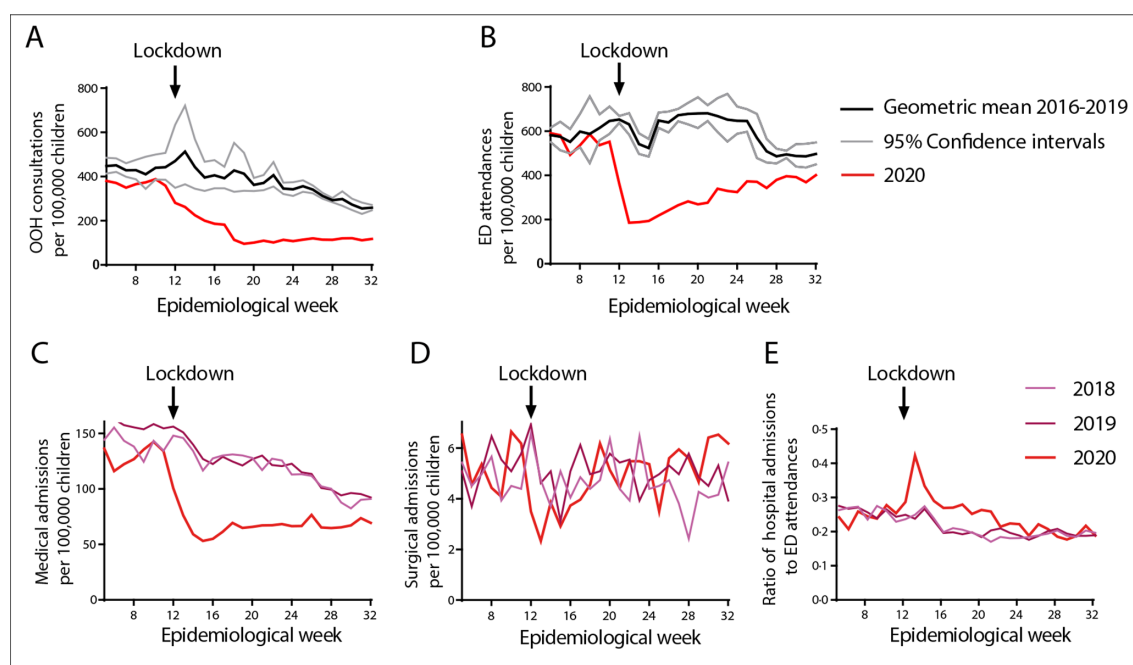 A
Lockdown
OOH consultations
per 100,000 children
800
600
400
200
0
8
12
16
20
24
28
32
Epidemiological week
B
Lockdown
ED attendances
per 100,000 children
800
600
400
200
0
8
12
16
20
24
28
32
Epidemiological week
Geometric mean 2016-2019
95% Confidence intervals
2020
C
Lockdown
Medical admissions
per 100,000 children
150
100
50
0
8
12
16
20
24
28
32
Epidemiological week
D
Lockdown
Surgical admissions
per 100,000 children
6
4
2
0
8
12
16
20
24
28
32
Epidemiological week
E
Lockdown
Ratio of hospital admissions
to ED attendances
0·5
0·4
0·3
0·2
0·1
0·0
8
12
16
20
24
28
32
Epidemiological week
2018
2019
2020